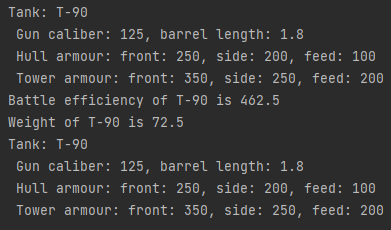 Tank: T-90
 Gun caliber: 125, barrel length: 1.8
 Hull armour: front: 250, side: 200, feed: 100
 Tower armour: front: 350, side: 250, feed: 200
Battle efficiency of T-90 is 462.5
Weight of T-90 is 72.5
Tank: T-90
 Gun caliber: 125, barrel length: 1.8
 Hull armour: front: 250, side: 200, feed: 100
 Tower armour: front: 350, side: 250, feed: 200